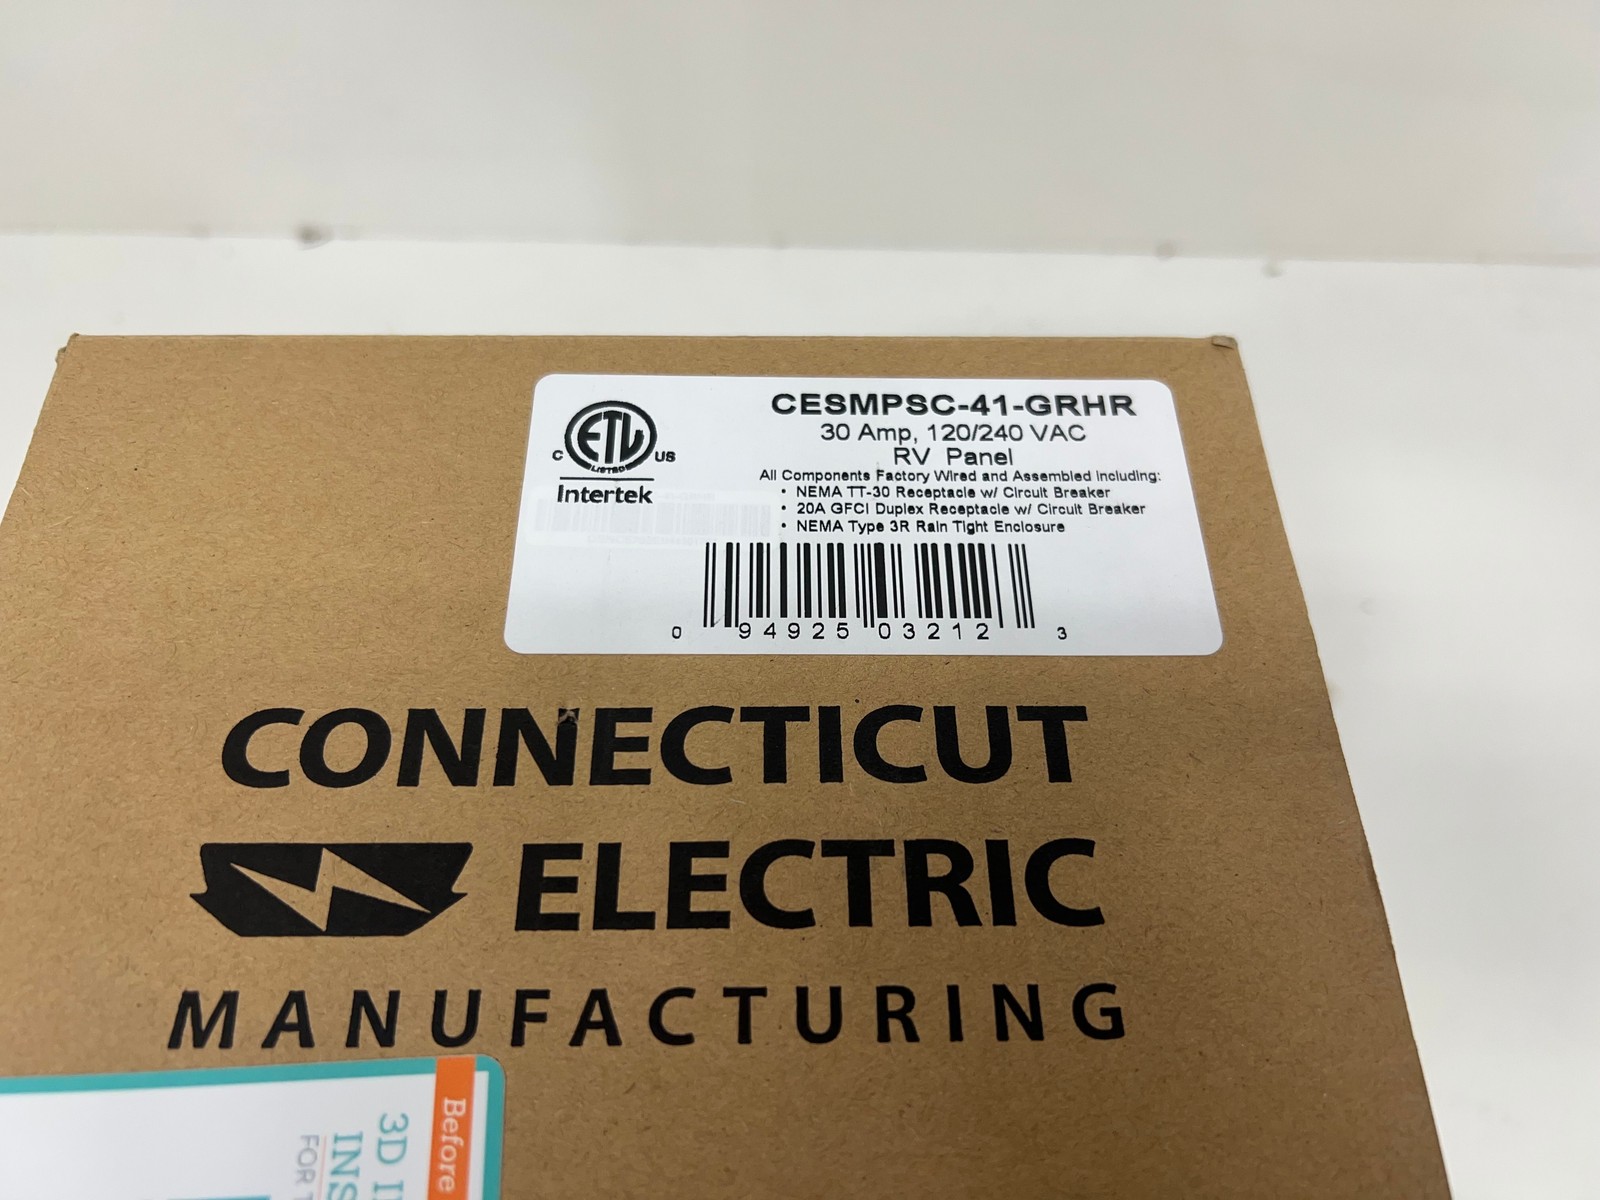 CESMPSC-41-GRHR
30 Amp, 120/240 VAC
RV Panel
All Components Factory Wired and Assembled Including:
• NEMA TT-30 Receptacle w/ Circuit Breaker
• 20A GFCI Duplex Receptacle w/ Circuit Breaker
• NEMA Type 3R Rain Tight Enclosure
C ETL US
LISTED
Intertek
0 94925 03212 3
CONNECTICUT
ELECTRIC
MANUFACTURING
Before
3D
INS
FOR